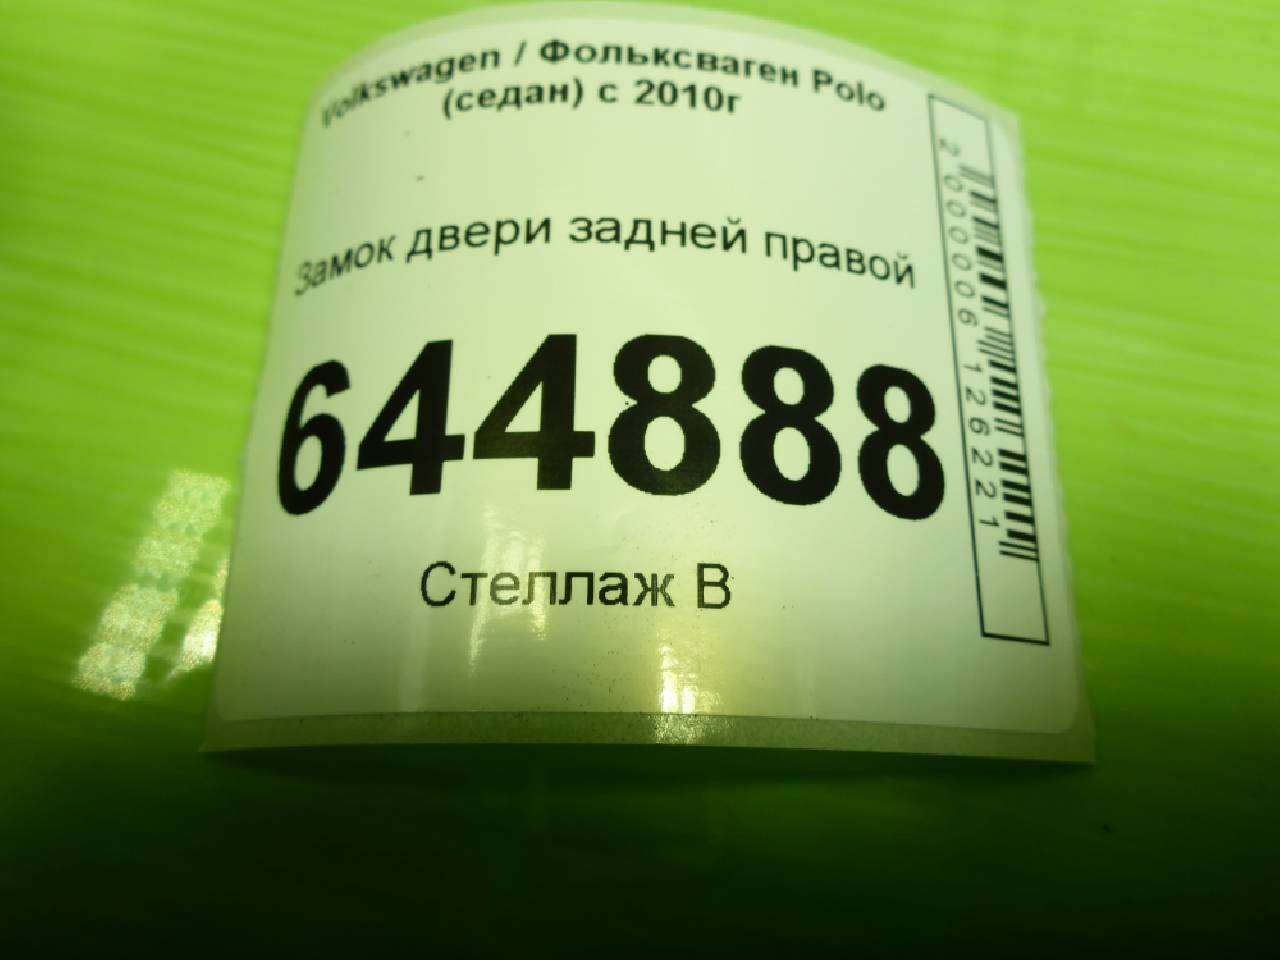 Volkswagen / Фольксваген Polo
(седан) с 2010г
Замок двери задней правой
644888
Стеллаж В
2000006126221